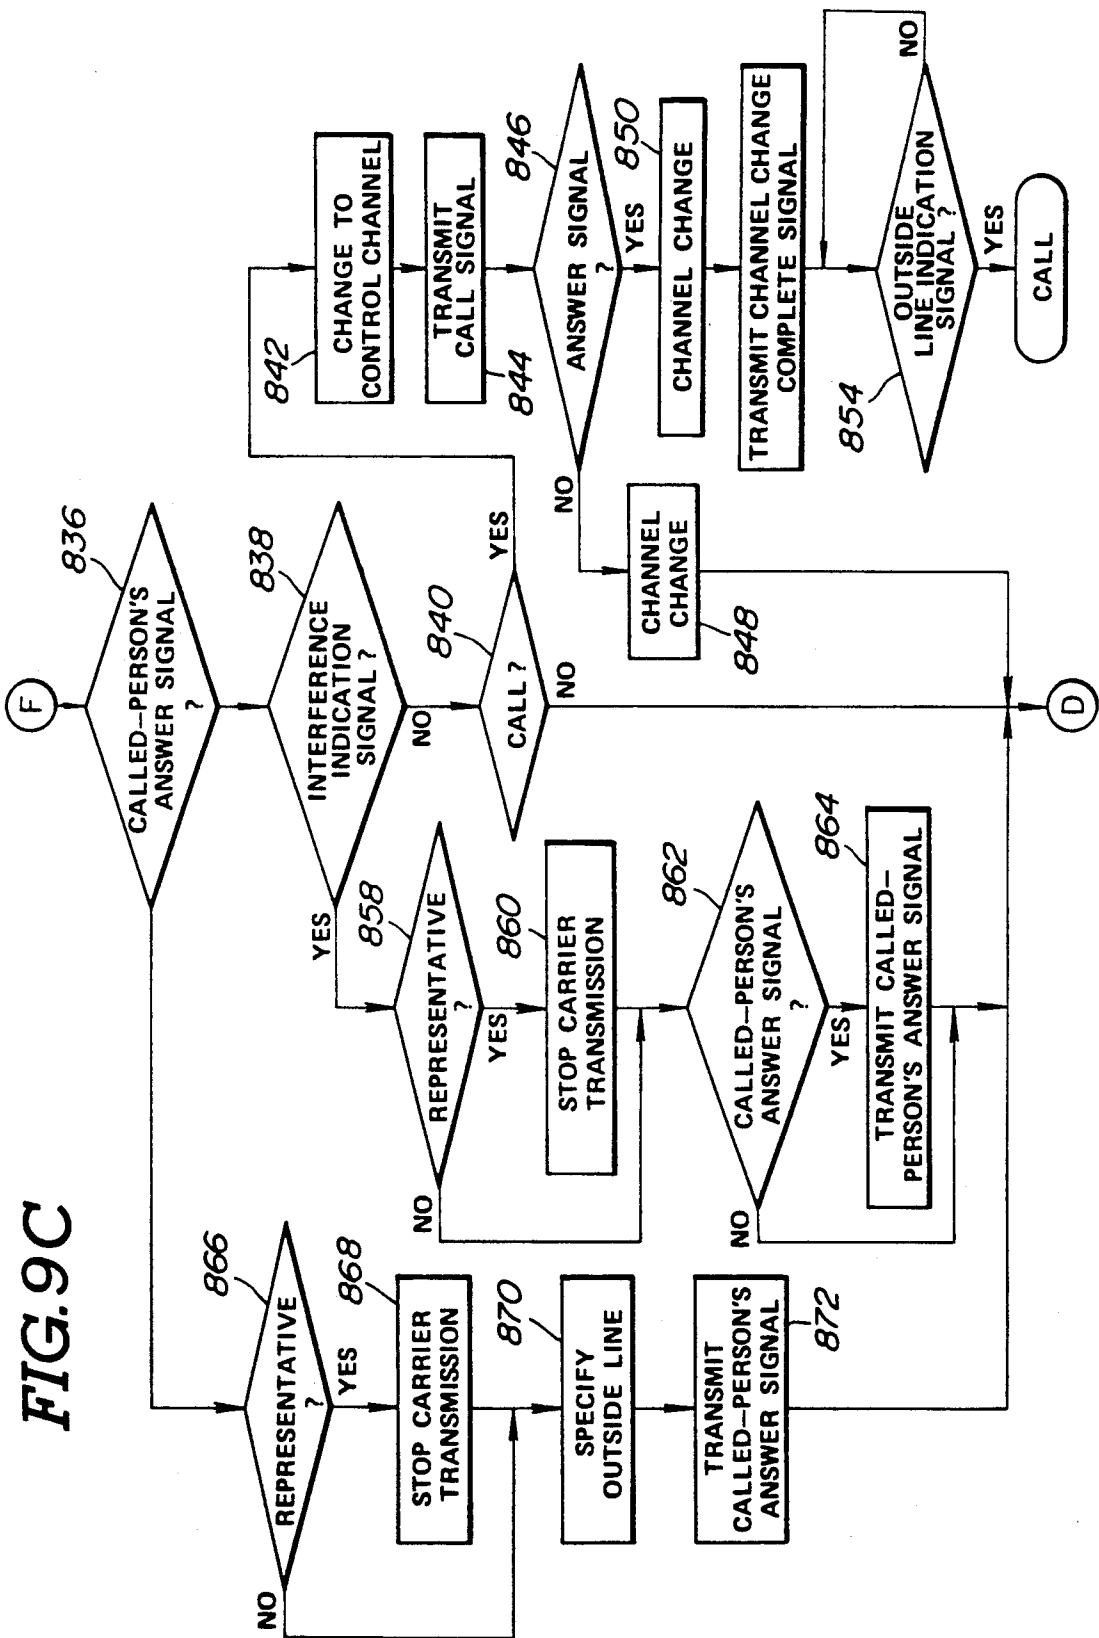 FIG.9C
F
CALLED-PERSON'S
ANSWER SIGNAL
?
836
INTERFERENCE
INDICATION
SIGNAL?
838
YES
NO
CALL?
840
YES
NO
CHANGE TO
CONTROL CHANNEL
842
TRANSMIT
CALL SIGNAL
844
ANSWER SIGNAL
?
846
NO
YES
CHANNEL
CHANGE
848
CHANNEL CHANGE
850
TRANSMIT CHANNEL CHANGE
COMPLETE SIGNAL
OUTSIDE
LINE INDICATION
SIGNAL?
854
NO
YES
CALL
REPRESENTATIVE
?
858
NO
YES
STOP CARRIER
TRANSMISSION
860
CALLED-PERSON'S
ANSWER SIGNAL
?
862
NO
YES
TRANSMIT CALLED-
PERSON'S ANSWER SIGNAL
864
REPRESENTATIVE
?
866
NO
YES
STOP CARRIER
TRANSMISSION
868
SPECIFY
OUTSIDE LINE
870
TRANSMIT
CALLED-PERSON'S
ANSWER SIGNAL
872
D